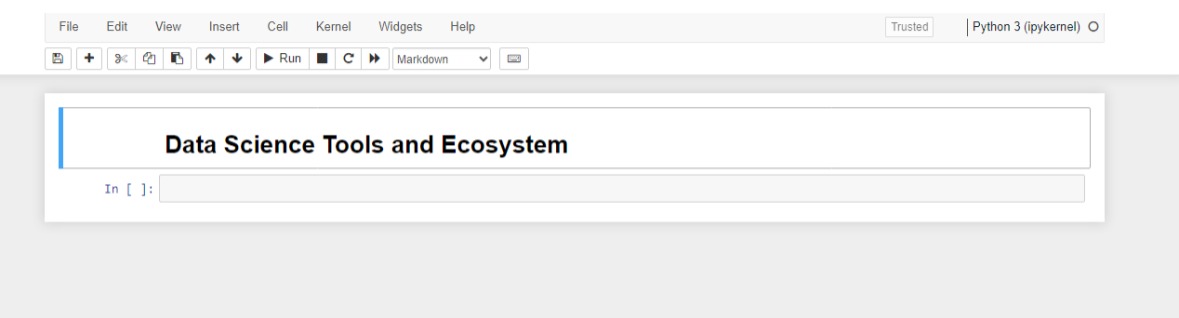 File Edit View Insert Cell Kernel Widgets Help Trusted Python 3 (ipykernel)
Run Markdown
Data Science Tools and Ecosystem
In [ ]: